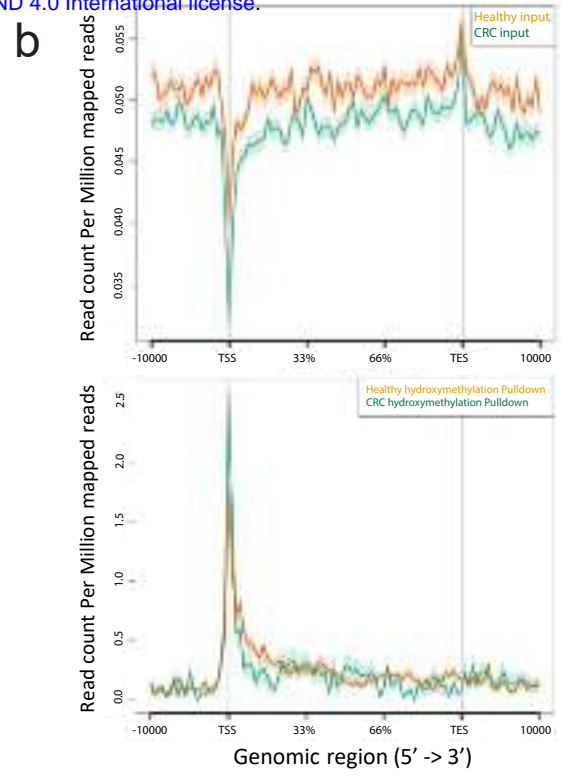 ND 4.0 International license.
b
Healthy input
CRC input
Read count Per Million mapped reads
0.055
0.050
0.045
0.040
0.035
-10000 TSS 33% 66% TES 10000
Healthy hydroxymethylation Pulldown
CRC hydroxymethylation Pulldown
Read count Per Million mapped reads
2.5
2.0
1.5
1.0
0.5
0.0
-10000 TSS 33% 66% TES 10000
Genomic region (5’ -> 3’)